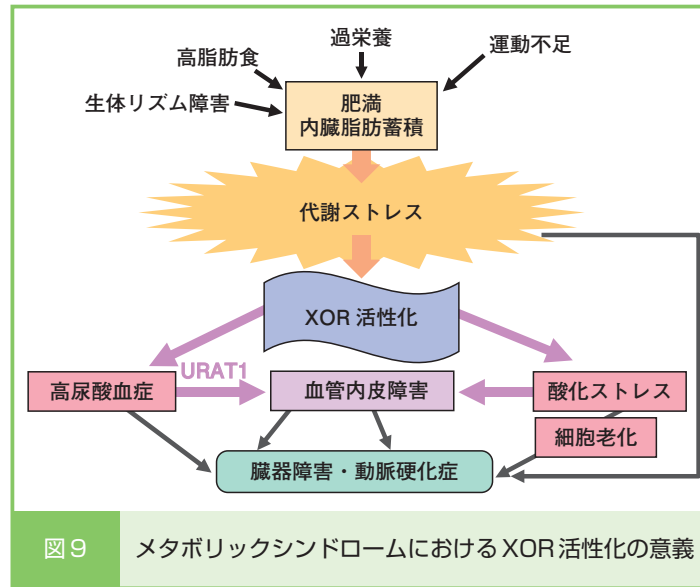 過栄養
高脂肪食
運動不足
生体リズム障害
肥満
内臓脂肪蓄積
代謝ストレス
XOR 活性化
URAT1
高尿酸血症
血管内皮障害
酸化ストレス
細胞老化
臓器障害・動脈硬化症
図9 メタボリックシンドロームにおける XOR 活性化の意義